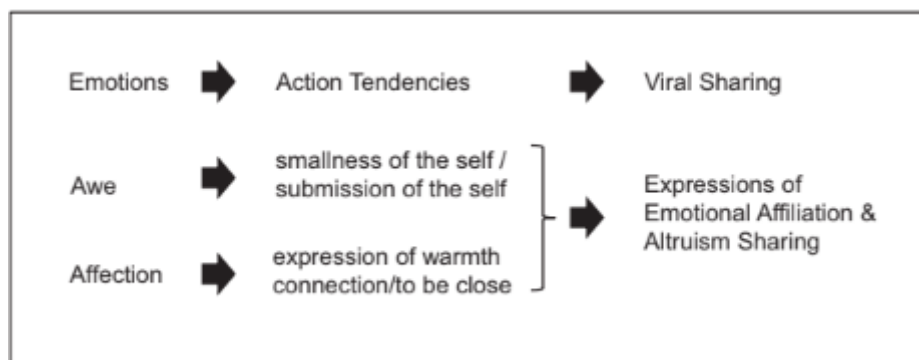 Emotions
Action Tendencies
Viral Sharing
Awe
smallness of the self /
submission of the self
Affection
expression of warmth
connection/to be close
Expressions of
Emotional Affiliation &
Altruism Sharing